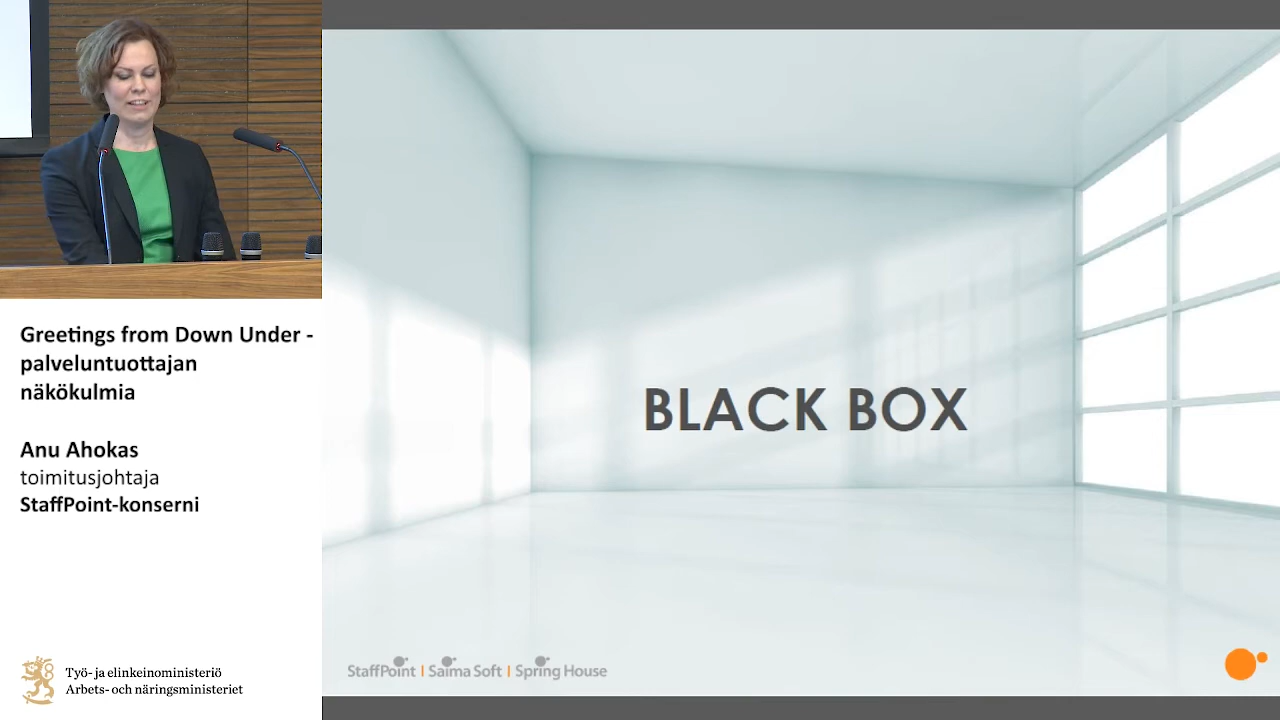 Greetings from Down Under -
palveluntuottajan
näkökulmia
Anu Ahokas
toimitusjohtaja
StaffPoint-konserni
Työ- ja elinkeinoministeriö
Arbets- och näringsministeriet
BLACK BOX
StaffPoint | Saima Soft | Spring House